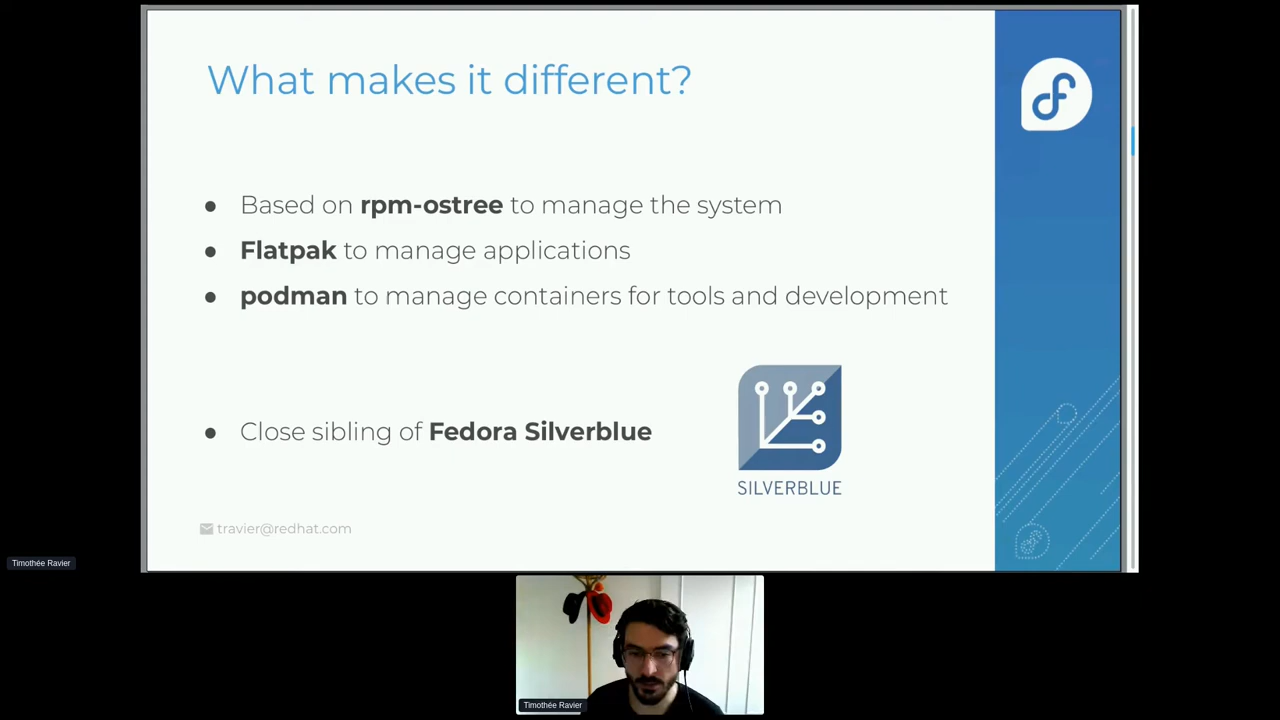 What makes it different?
● Based on rpm-ostree to manage the system
● Flatpak to manage applications
● podman to manage containers for tools and development
● Close sibling of Fedora Silverblue
SILVERBLUE
travier@redhat.com
Timothée Ravier
Timothée Ravier